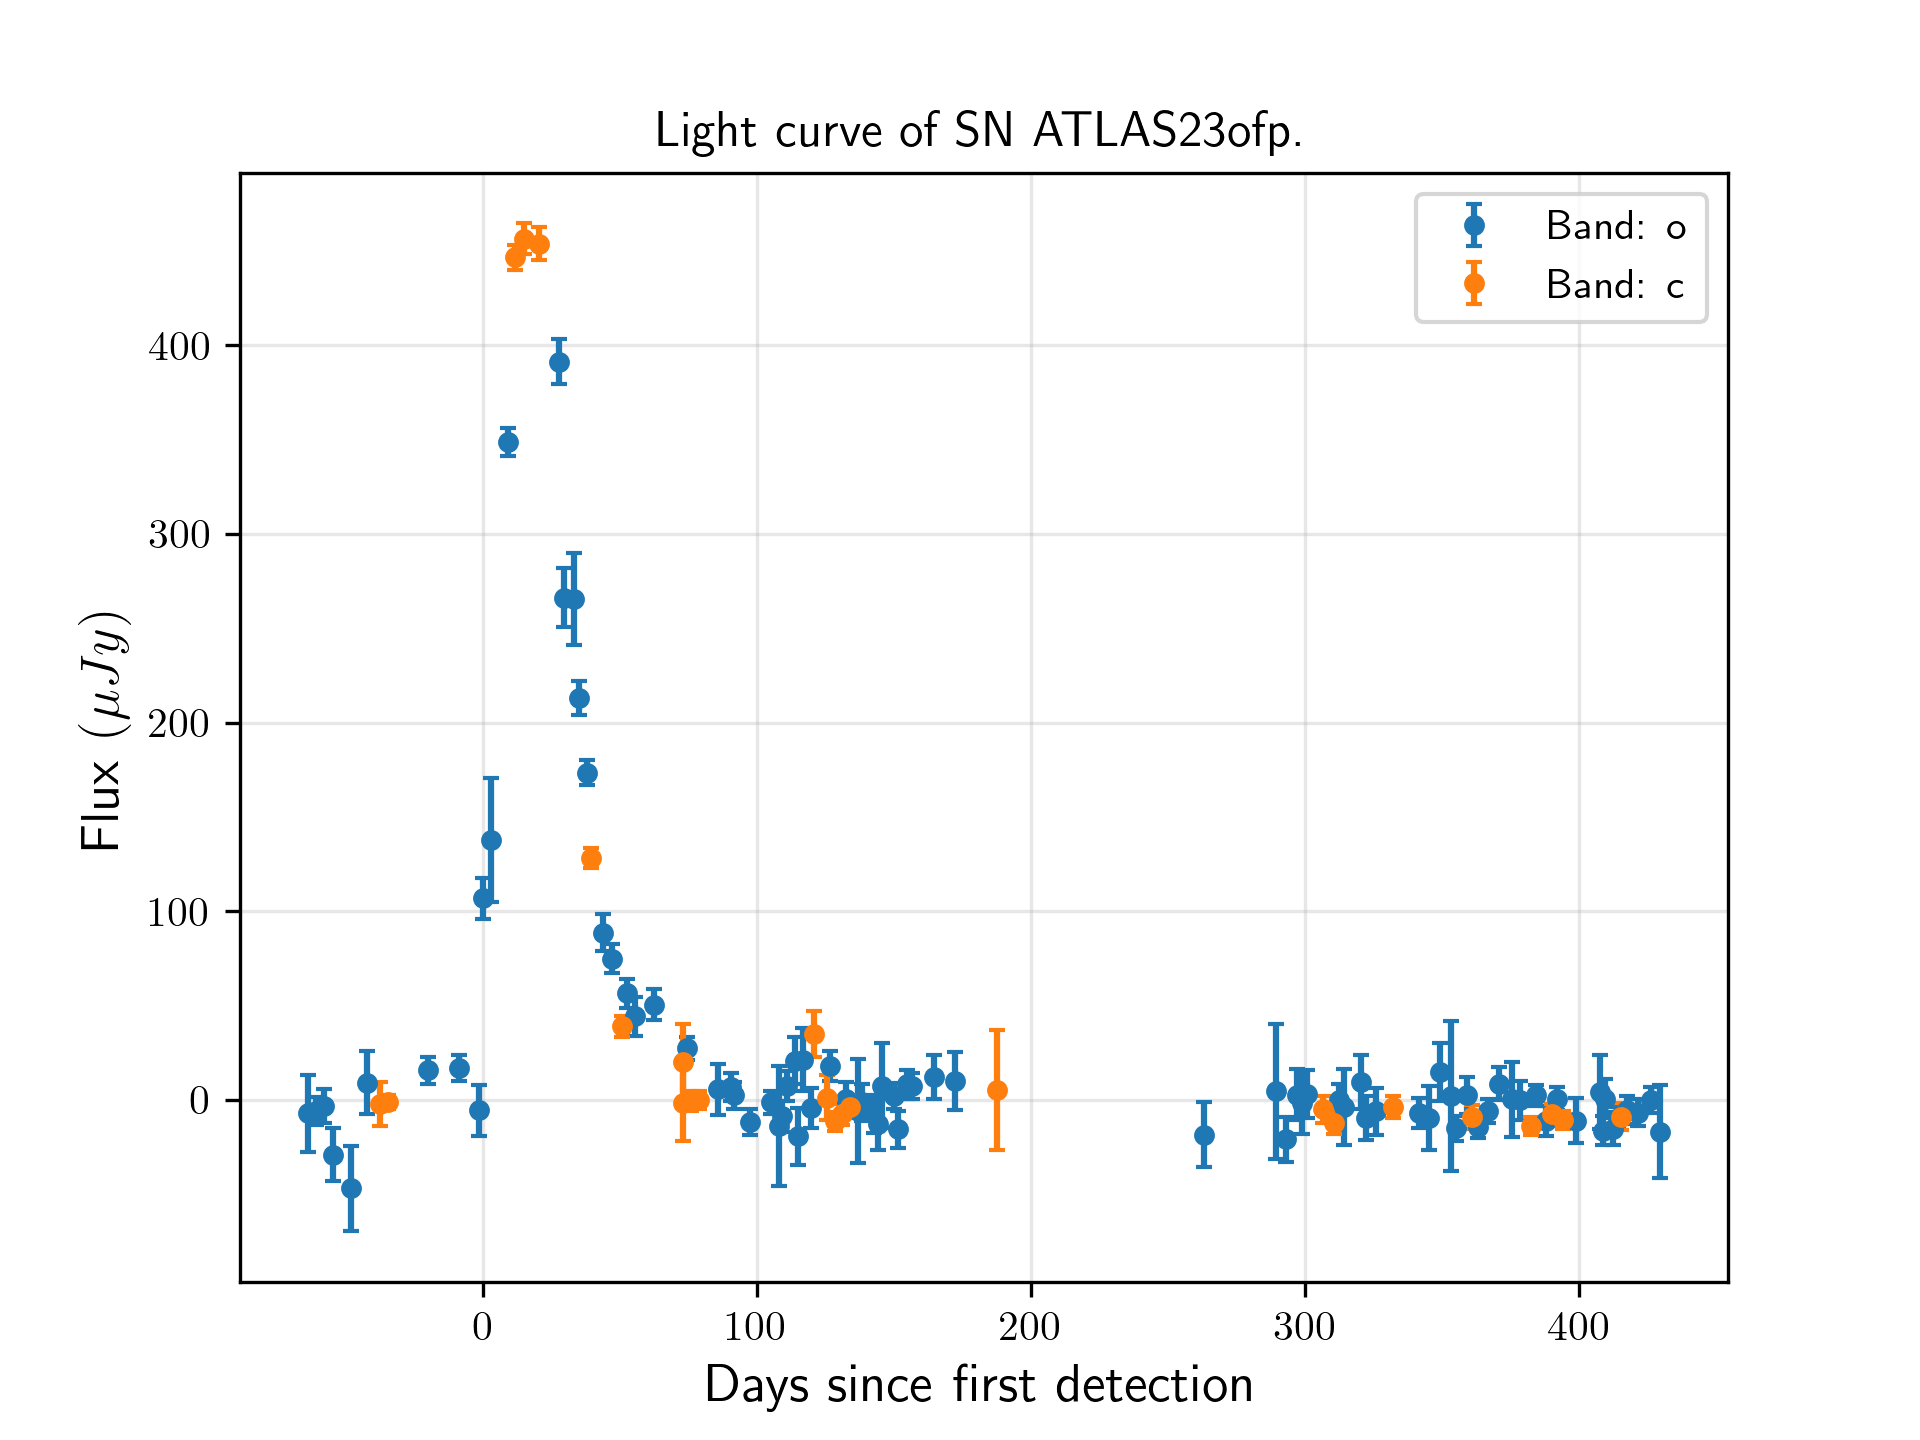 Light curve of SN ATLAS23ofp.
Band: o
Band: c
400
300
200
100
0
Flux (μJy)
0 100 200 300 400
Days since first detection